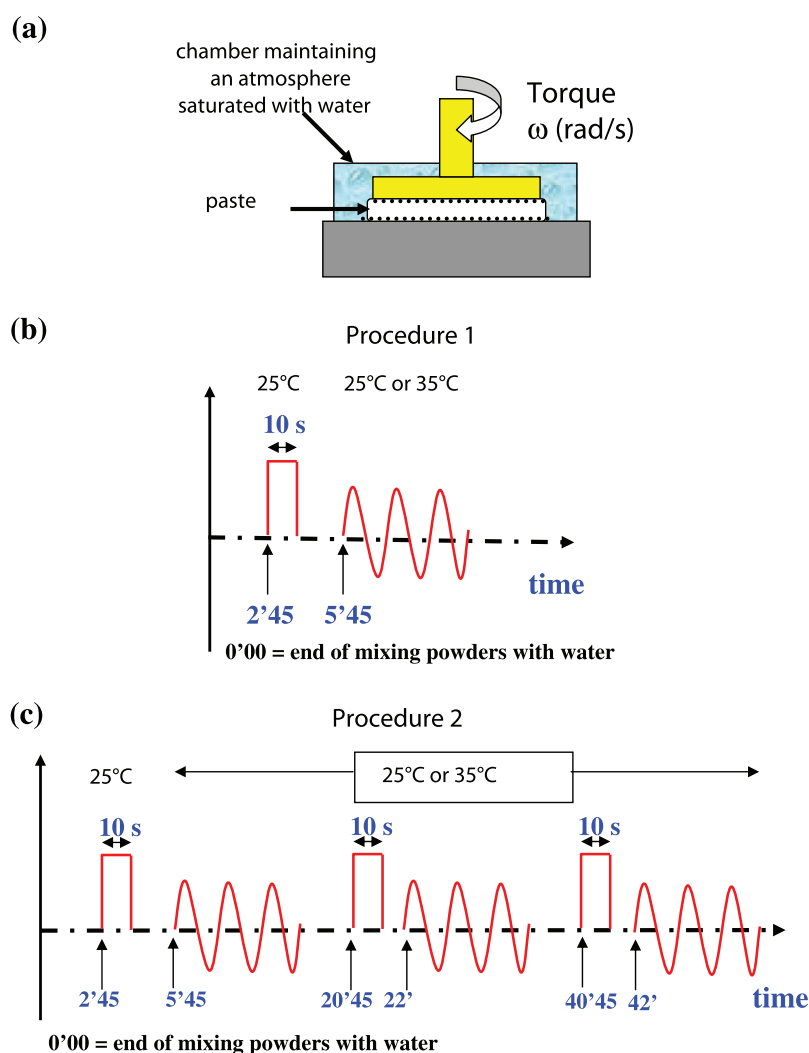 (a)
chamber maintaining
an atmosphere
saturated with water
Torque
ω (rad/s)
paste
(b)
Procedure 1
25°C 25°C or 35°C
10 s
time
2'45 5'45
0'00 = end of mixing powders with water
(c)
Procedure 2
25°C 25°C or 35°C
10 s 10 s 10 s
2'45 5'45 20'45 22' 40'45 42' time
0'00 = end of mixing powders with water